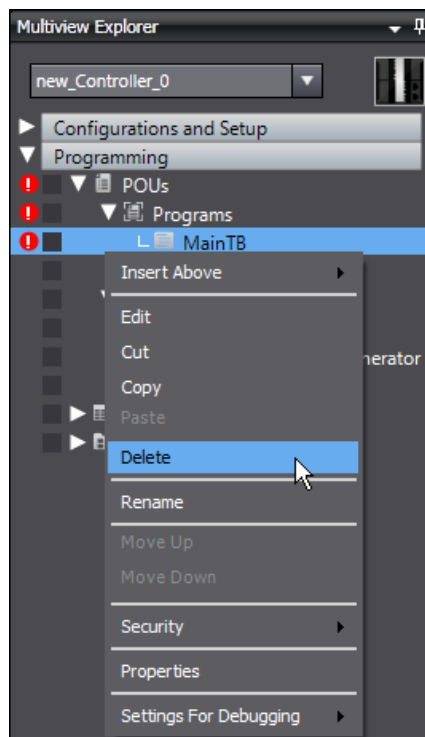 Multiview Explorer
new_Controller_0
Configurations and Setup
Programming
POUs
Programs
MainTB
Insert Above
Edit
Cut
nerator
Copy
Paste
Delete
Rename
Move Up
Move Down
Security
Properties
Settings For Debugging